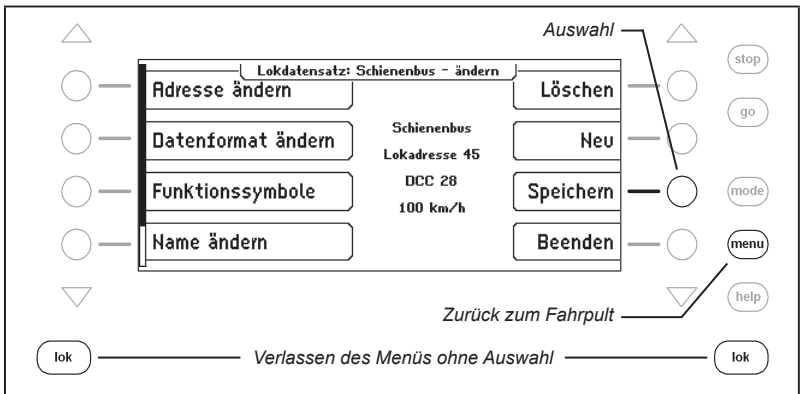 Auswahl
stop
Lokdatensatz: Schienenbus - ändern
Adresse ändern
Löschen
go
Datenformat ändern
Schienenbus
Neu
Lokadresse 45
Funktionssymbole
DCC 28
Speichern
mode
100 km/h
Name ändern
Beenden
menu
help
Zurück zum Fahrpult
lok
Verlassen des Menüs ohne Auswahl
lok